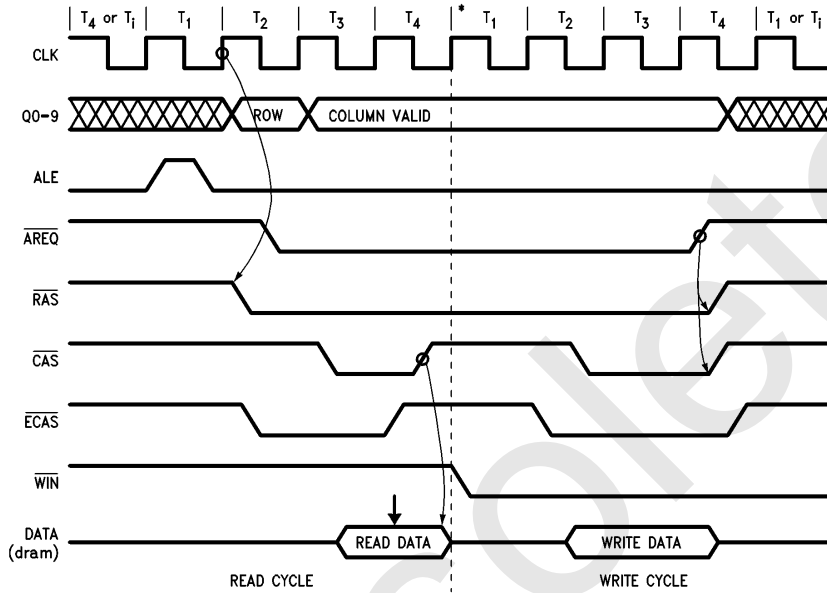 T4 or Ti T1 T2 T3 T4 * T1 T2 T3 T4 T1 or Ti
CLK
Q0-9 ROW COLUMN VALID
ALE
AREQ
RAS
CAS
ECAS
WIN
DATA
(dram) READ DATA WRITE DATA
READ CYCLE WRITE CYCLE